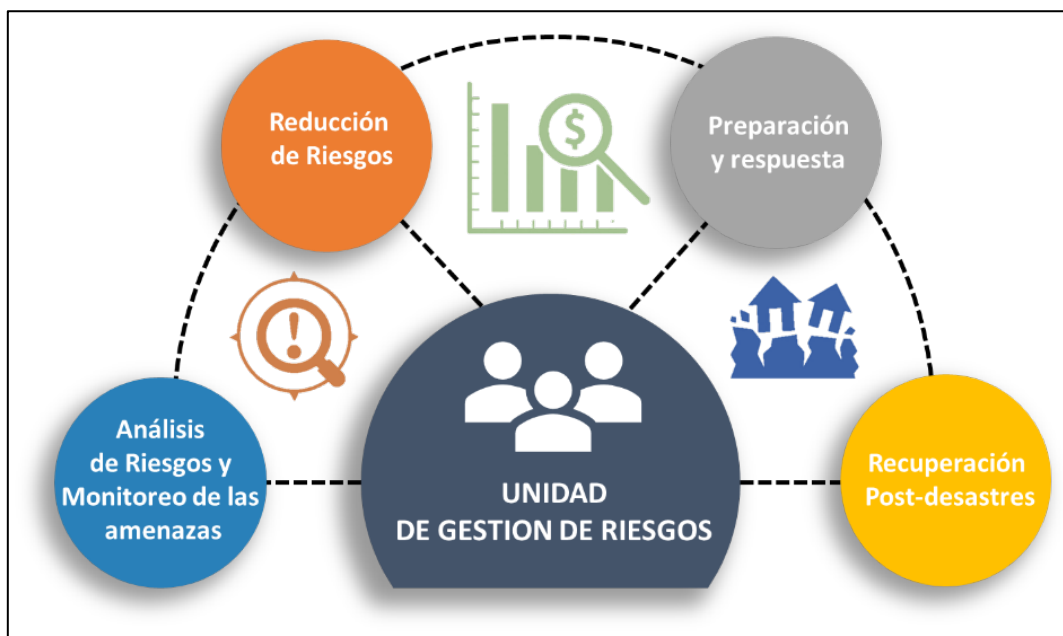 Reducción
de Riesgos
$
Preparación
y respuesta
!
Análisis
de Riesgos y
Monitoreo de las
amenazas
UNIDAD
DE GESTION DE RIESGOS
Recuperación
Post-desastres